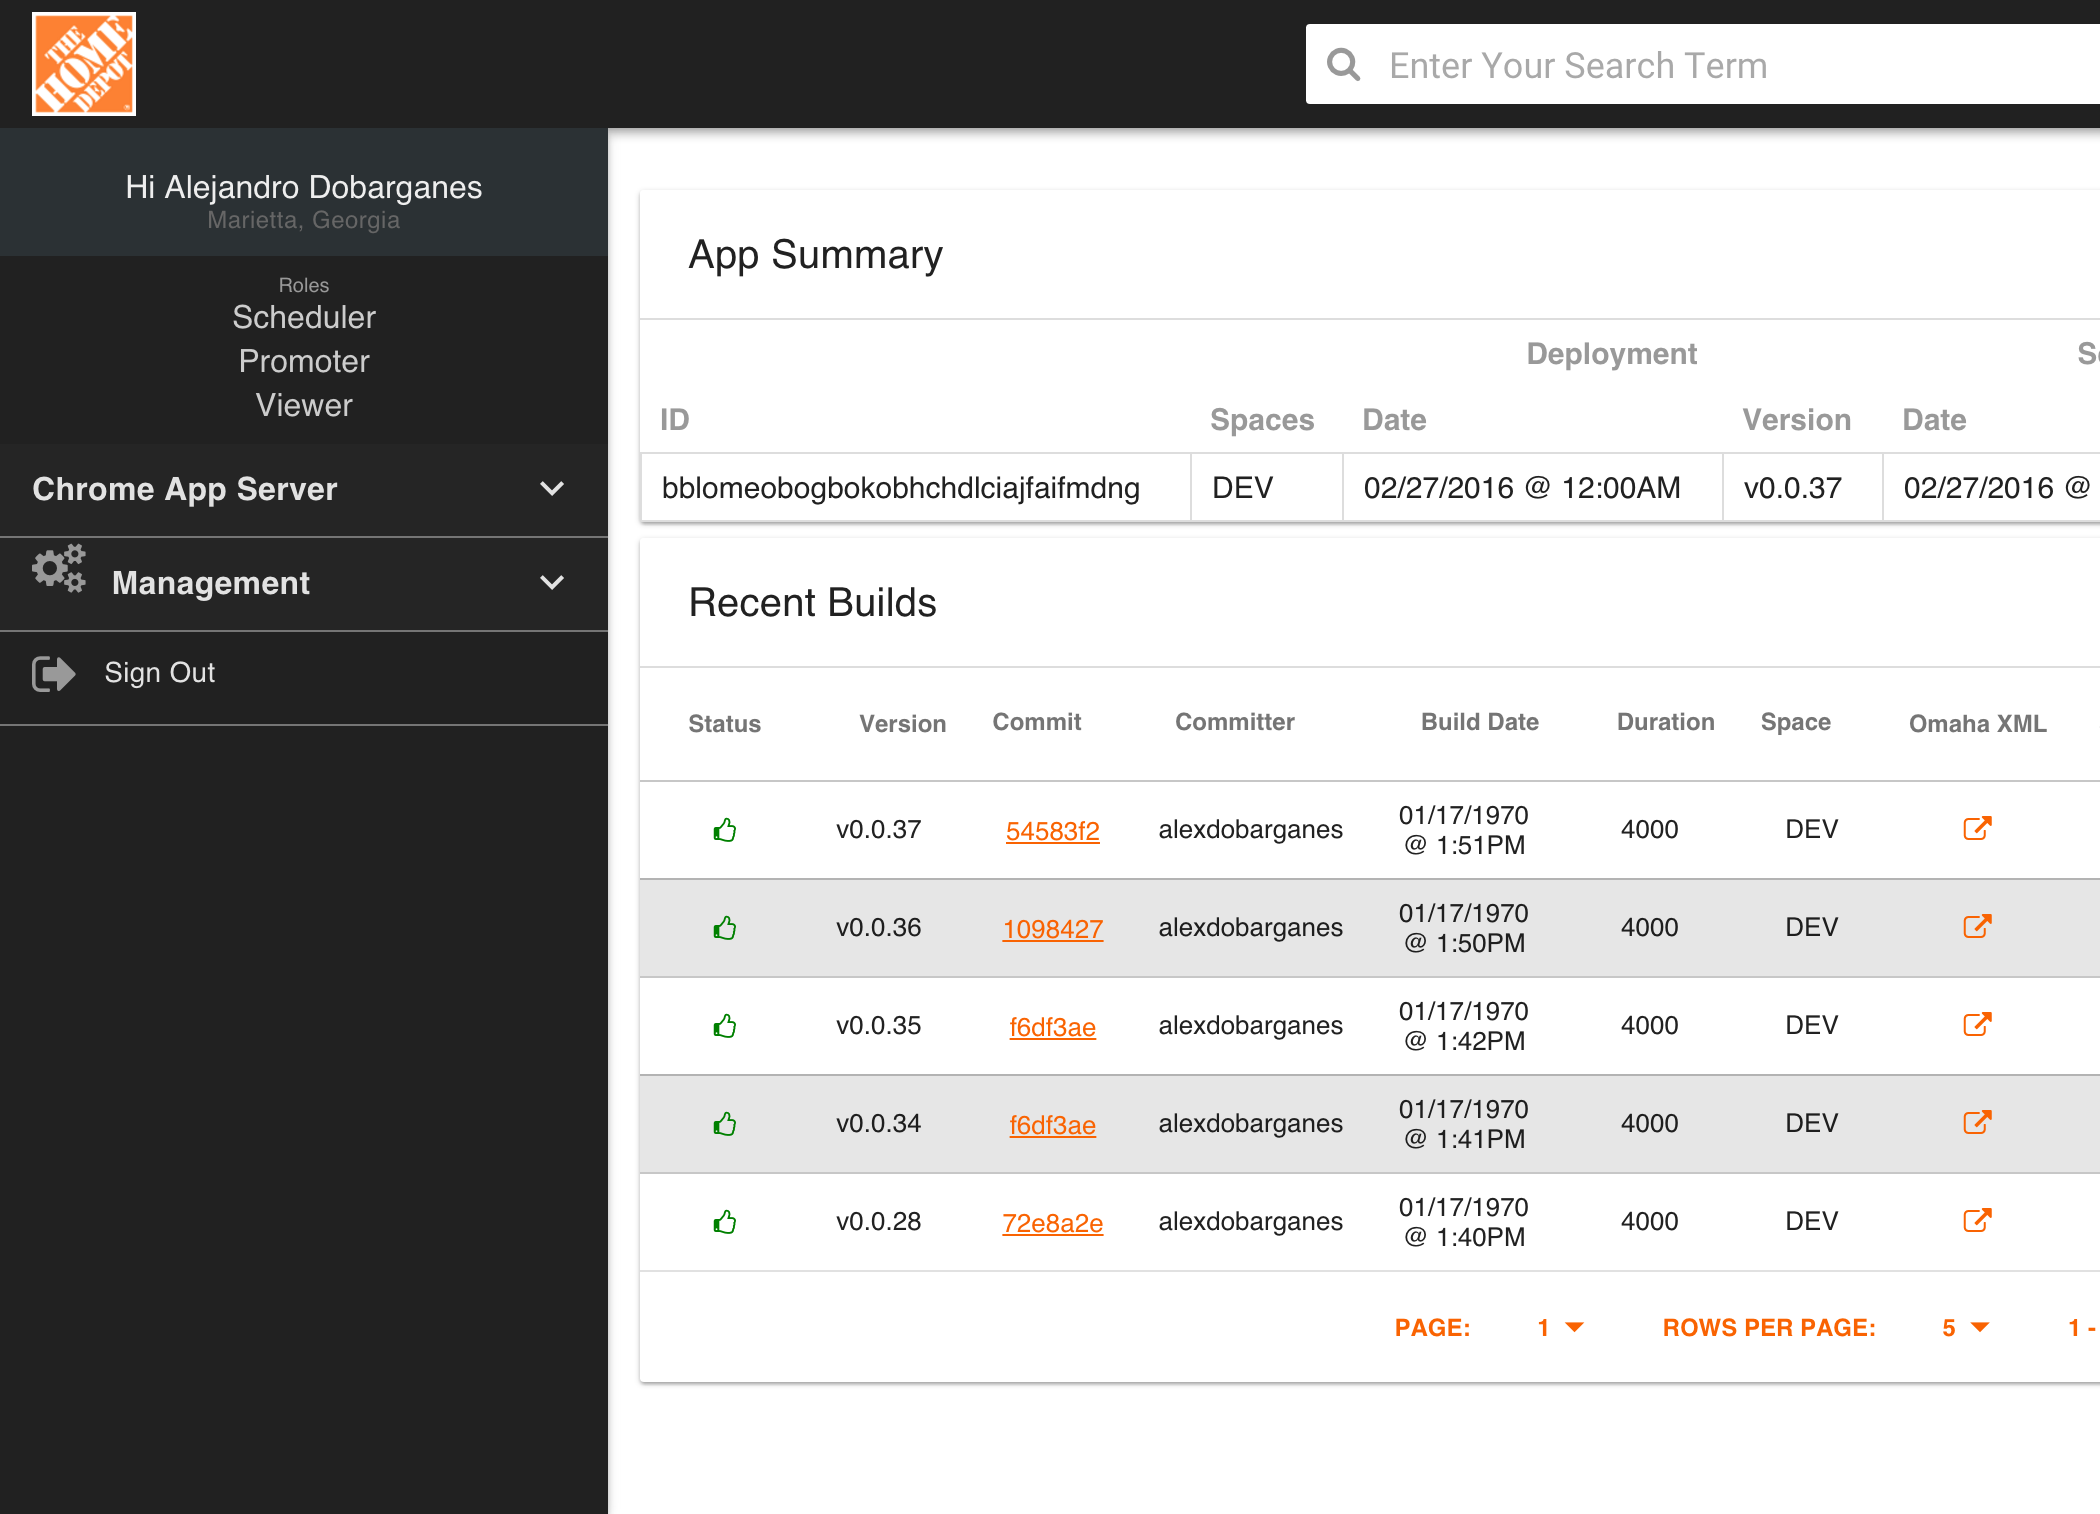 THE
HOME
DEPOT
Enter Your Search Term
Hi Alejandro Dobarganes
Marietta, Georgia
Roles
Scheduler
Promoter
Viewer
Chrome App Server
Management
Sign Out
App Summary
Deployment
ID Spaces Date Version Date
bblomeobogbokobhchdlciajfaifmdng DEV 02/27/2016 @ 12:00AM v0.0.37 02/27/2016 @
Recent Builds
Status Version Commit Committer Build Date Duration Space Omaha XML
v0.0.37 54583f2 alexdobarganes 01/17/1970 @ 1:51PM 4000 DEV
v0.0.36 1098427 alexdobarganes 01/17/1970 @ 1:50PM 4000 DEV
v0.0.35 f6df3ae alexdobarganes 01/17/1970 @ 1:42PM 4000 DEV
v0.0.34 f6df3ae alexdobarganes 01/17/1970 @ 1:41PM 4000 DEV
v0.0.28 72e8a2e alexdobarganes 01/17/1970 @ 1:40PM 4000 DEV
PAGE: 1 ROWS PER PAGE: 5 1 -